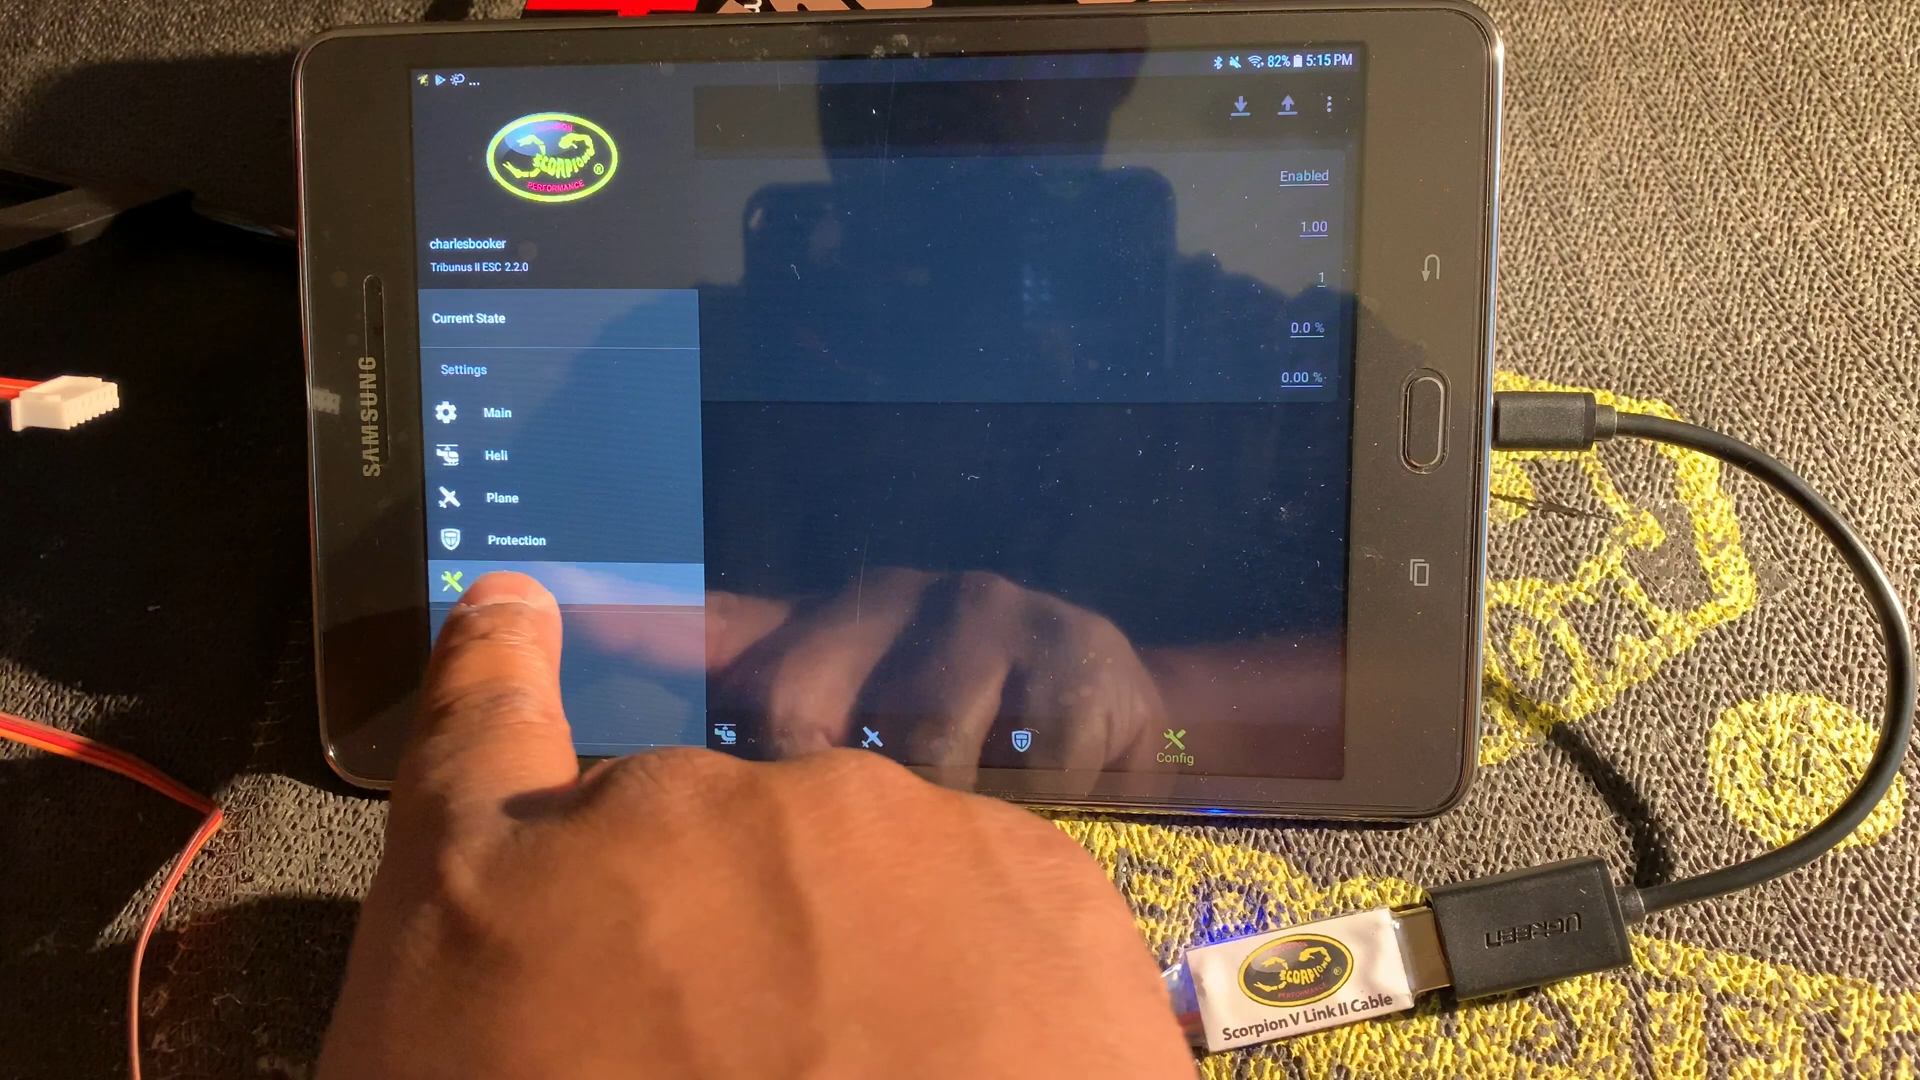 82% 5:15 PM
SCORPION
®
PERFORMANCE
charlesbooker
Tribunus II ESC 2.2.0
Current State
Settings
Main
Heli
Plane
Protection
Enabled
1.00
1
0.0 %
0.00 %
Config
SAMSUNG
UGREEN
SCORPION
®
PERFORMANCE
Scorpion V Link II Cable